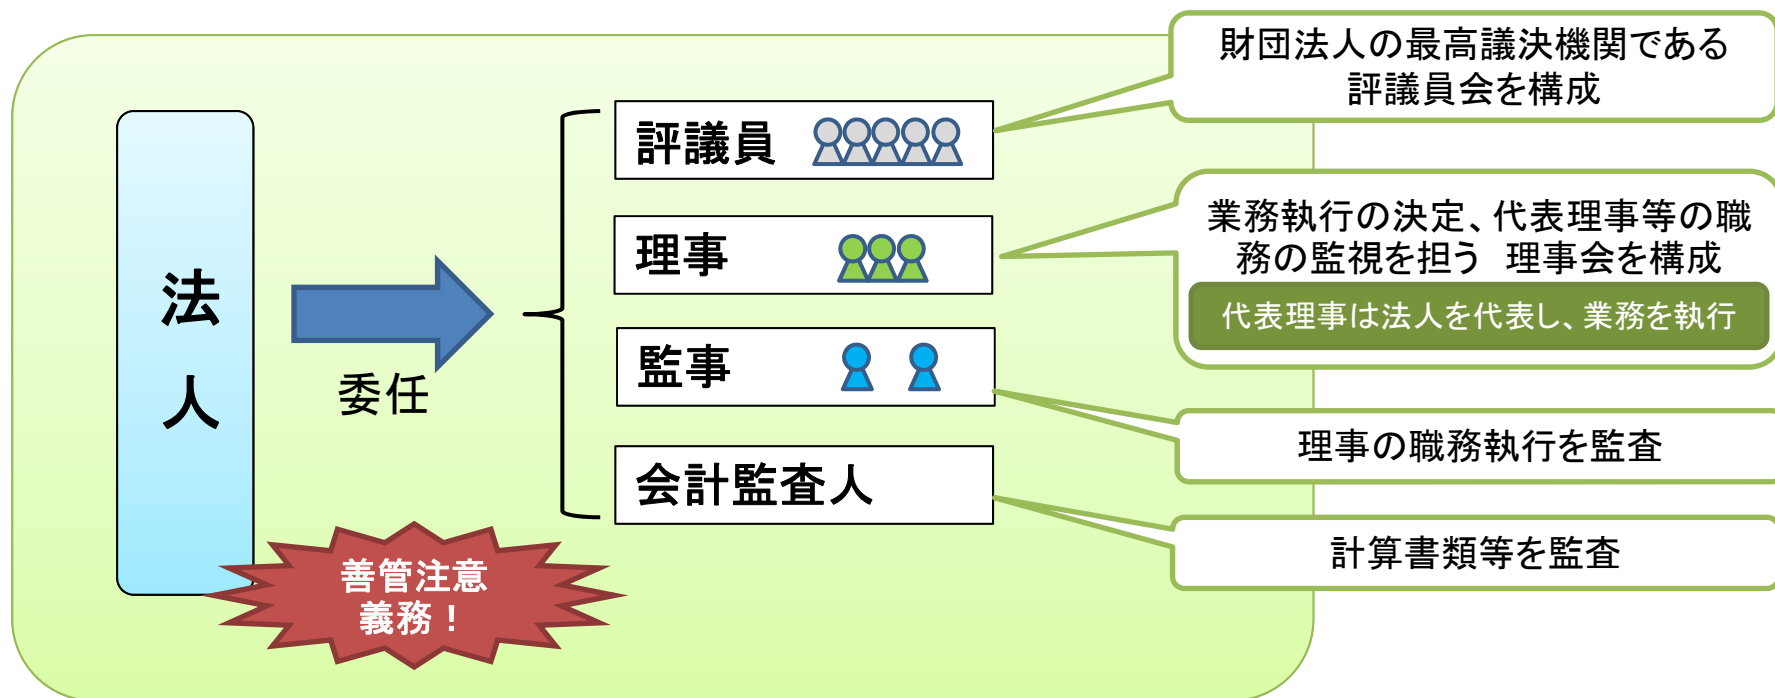 財団法人の最高議決機関である
評議員会を構成
評議員
業務執行の決定、代表理事等の職
務の監視を担う 理事会を構成
代表理事は法人を代表し、業務を執行
理事
法
人
委任
監事
理事の職務執行を監査
会計監査人
計算書類等を監査
善管注意
義務！